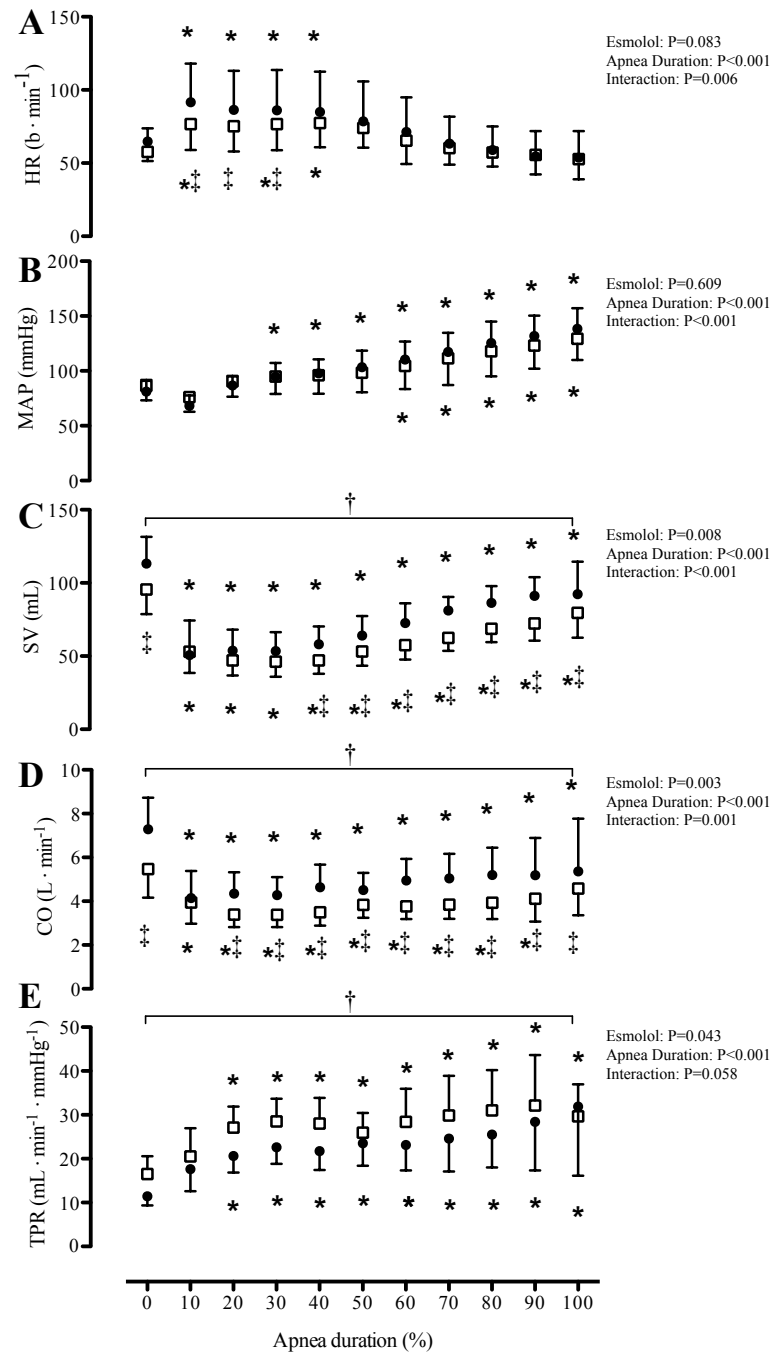 A
150
100
50
0
HR (b · min⁻¹)
* * * *
*‡ ‡ *‡ *
Esmolol: P=0.083
Apnea Duration: P<0.001
Interaction: P=0.006
B
200
150
100
50
0
MAP (mmHg)
* * * * * * * *
* * * * *
Esmolol: P=0.609
Apnea Duration: P<0.001
Interaction: P<0.001
C
150
100
50
0
SV (mL)
†
* * * * * * * * * *
‡ * * * *‡ *‡ *‡ *‡ *‡ *‡ *‡
Esmolol: P=0.008
Apnea Duration: P<0.001
Interaction: P<0.001
D
10
8
6
4
2
0
CO (L · min⁻¹)
†
* * * * * * * * * *
‡ * *‡ *‡ *‡ *‡ *‡ *‡ *‡ *‡ ‡
Esmolol: P=0.003
Apnea Duration: P<0.001
Interaction: P=0.001
E
50
40
30
20
10
0
TPR (mL · min⁻¹ · mmHg⁻¹)
†
* * * * * * * * *
* * * * * * * * *
Esmolol: P=0.043
Apnea Duration: P<0.001
Interaction: P=0.058
0 10 20 30 40 50 60 70 80 90 100
Apnea duration (%)